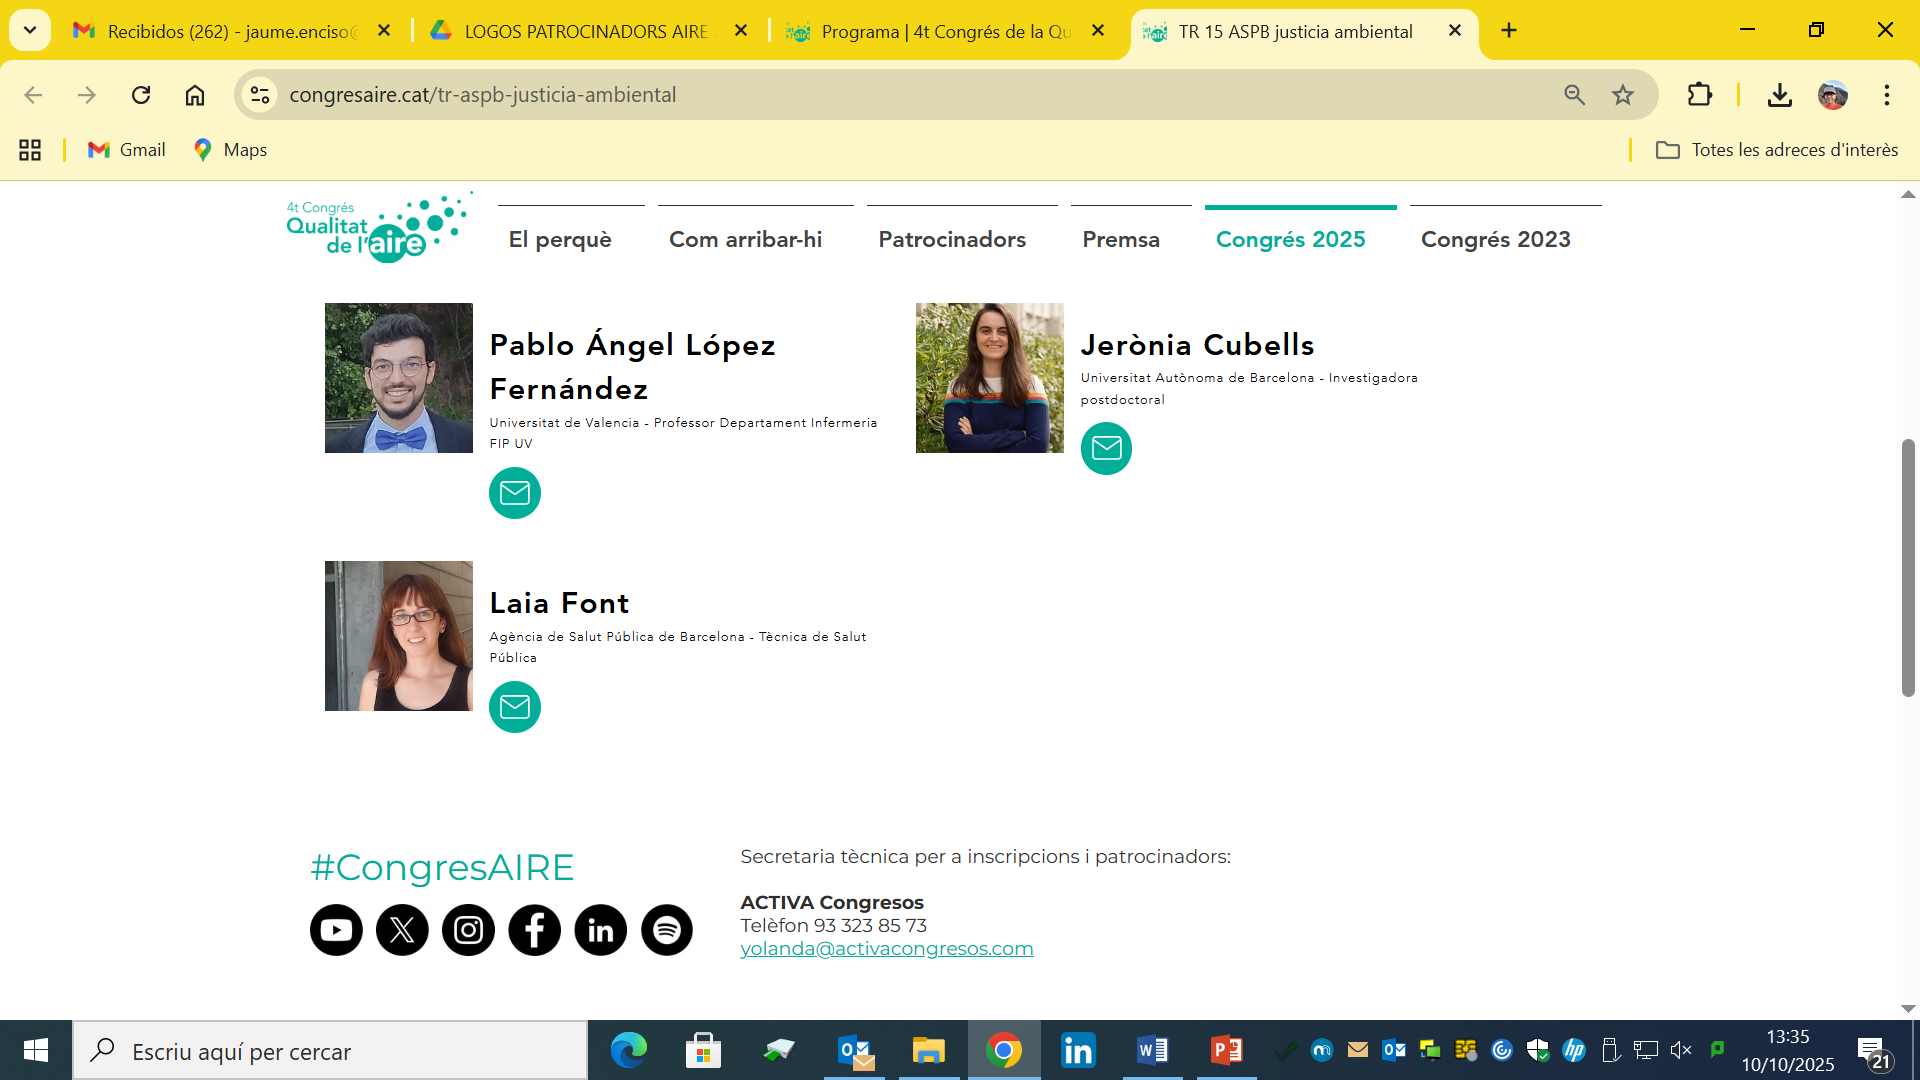 Recibidos (262) - jaume.enciso@
LOGOS PATROCINADORS AIRE
Programa | 4t Congrés de la Qu
TR 15 ASPB justicia ambiental
congresaire.cat/tr-aspb-justicia-ambiental
Gmail
Maps
Totes les adreces d'interès
4t Congrés
Qualitat
de l'aire
El perquè
Com arribar-hi
Patrocinadors
Premsa
Congrés 2025
Congrés 2023
Pablo Ángel López
Fernández
Universitat de Valencia - Professor Departament Infermeria
FIP UV
Jerònia Cubells
Universitat Autònoma de Barcelona - Investigadora
postdoctoral
Laia Font
Agència de Salut Pública de Barcelona - Tècnica de Salut
Pública
#CongresAIRE
Secretaria tècnica per a inscripcions i patrocinadors:
ACTIVA Congresos
Telèfon 93 323 85 73
yolanda@activacongresos.com
Escriu aquí per cercar
13:35
10/10/2025
21